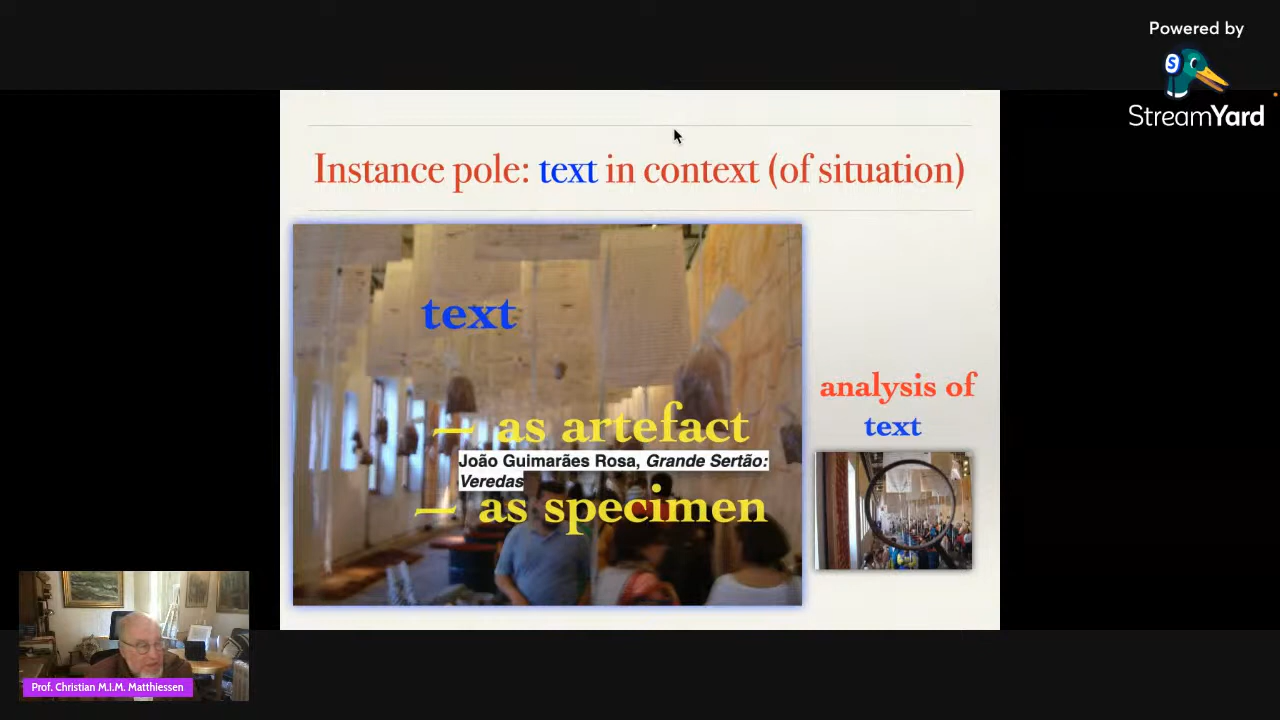 Powered by
S
StreamYard
Instance pole: text in context (of situation)
text
— as artefact
João Guimarães Rosa, Grande Sertão:
Veredas
— as specimen
analysis of
text
Prof. Christian M.I.M. Matthiessen